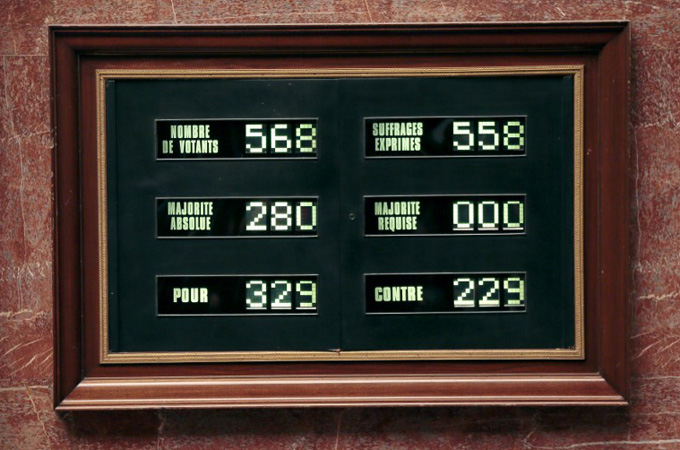 NOMBRE
DE VOTANTS
568
SUFFRAGES
EXPRIMES
558
MAJORITE
ABSOLUE
280
MAJORITE
REQUISE
000
POUR
329
CONTRE
229